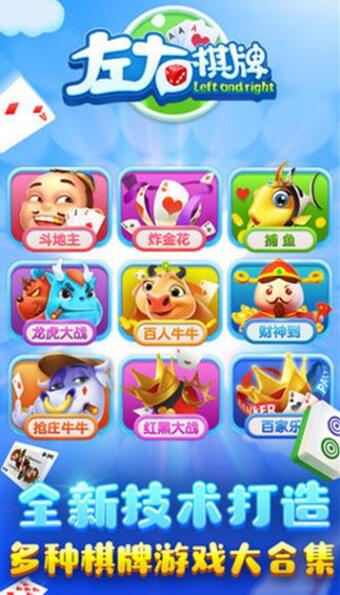 左右棋牌
Left and right
斗地主
炸金花
捕鱼
龙虎大战
百人牛牛
财神到
抢庄牛牛
红黑大战
百家乐
全新技术打造
多种棋牌游戏大合集